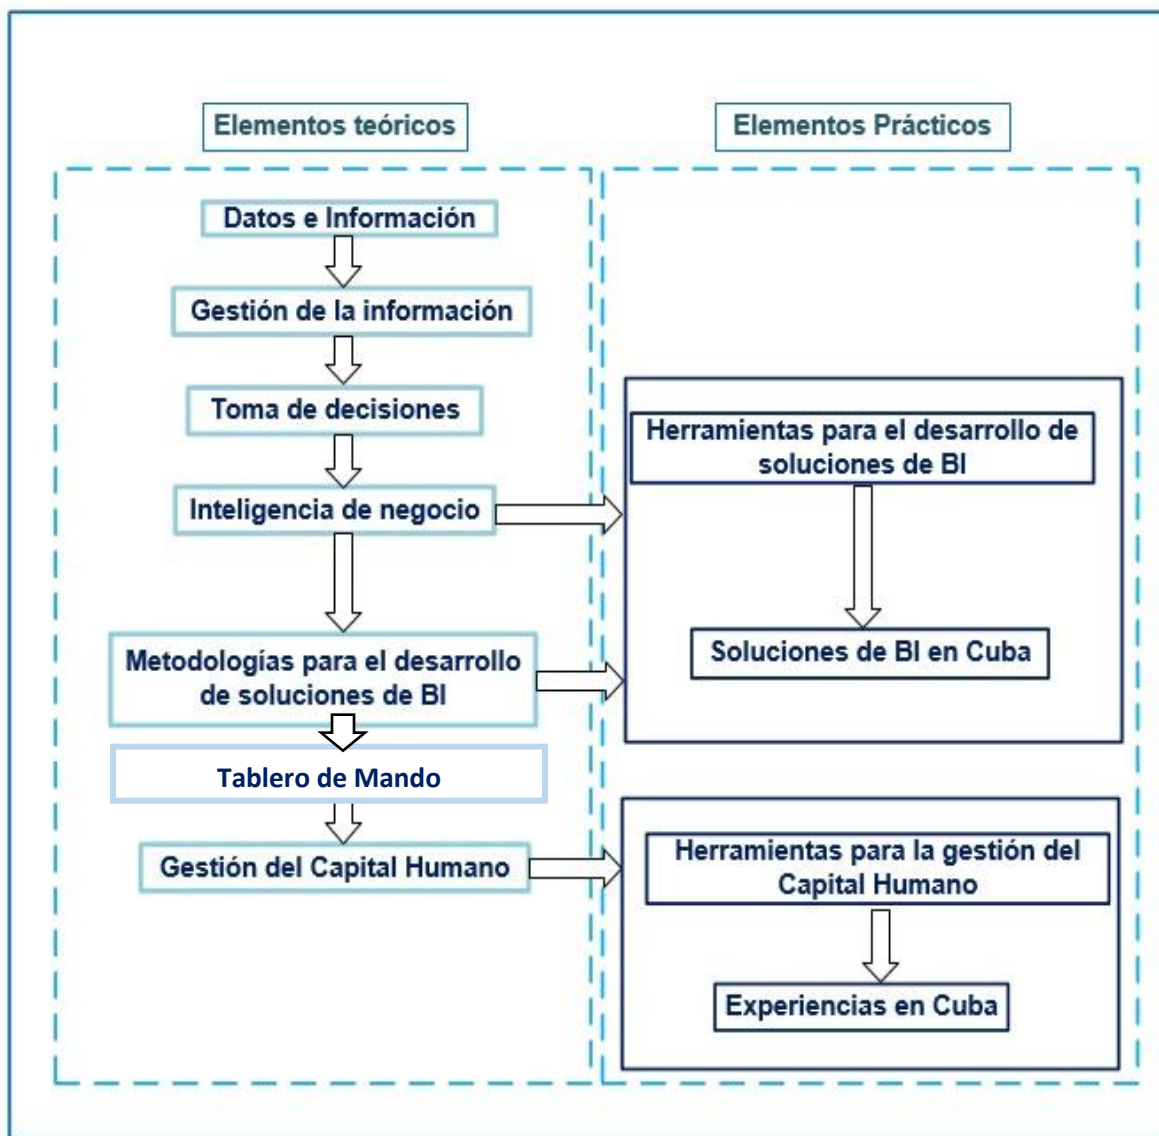 Elementos teóricos
Elementos Prácticos
Datos e Información
Gestión de la información
Toma de decisiones
Inteligencia de negocio
Metodologías para el desarrollo
de soluciones de BI
Tablero de Mando
Gestión del Capital Humano
Herramientas para el desarrollo de
soluciones de BI
Soluciones de BI en Cuba
Herramientas para la gestión del
Capital Humano
Experiencias en Cuba